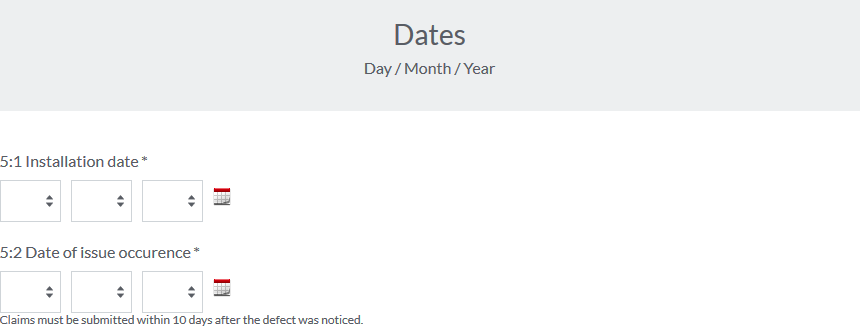 Dates
Day / Month / Year
5:1 Installation date *
5:2 Date of issue occurence *
Claims must be submitted within 10 days after the defect was noticed.